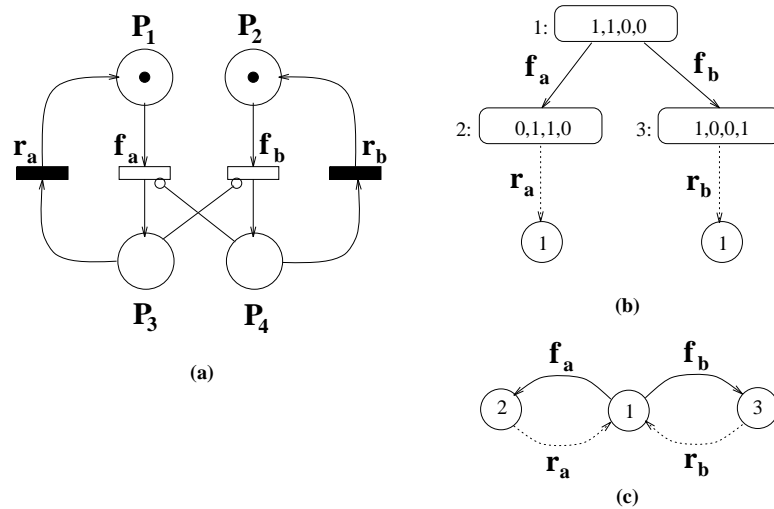 P1
P2
ra
fa
fb
rb
P3
P4
(a)
1: 1,1,0,0
fa
fb
2: 0,1,1,0
3: 1,0,0,1
ra
rb
1
1
(b)
fa
fb
2
1
3
ra
rb
(c)